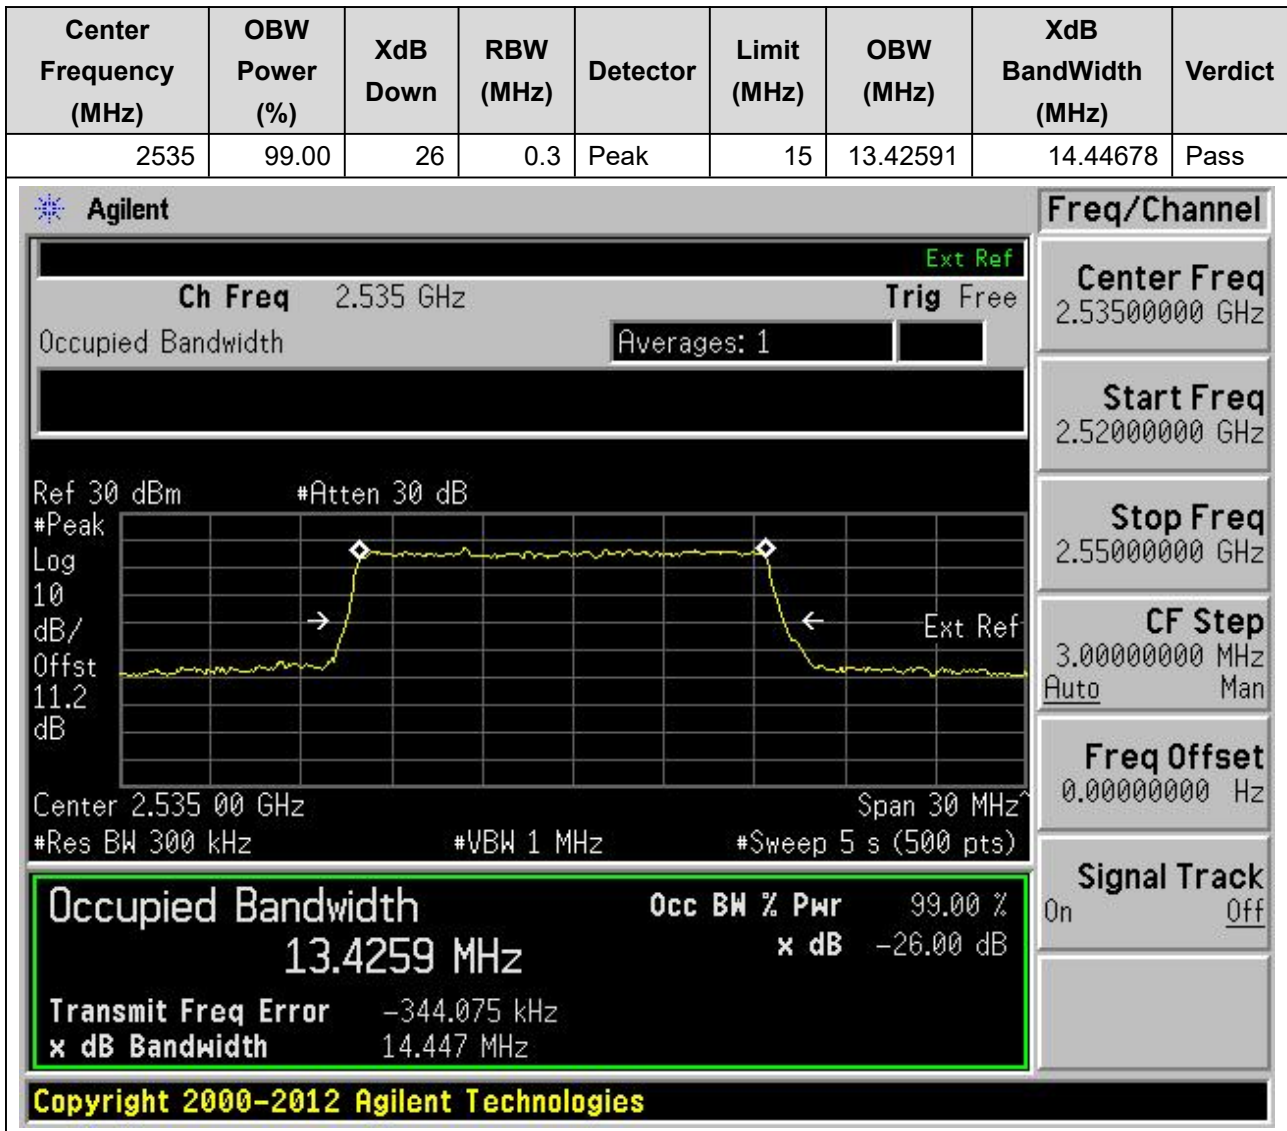 Center Frequency (MHz) OBW Power (%) XdB Down RBW (MHz) Detector Limit (MHz) OBW (MHz) XdB BandWidth (MHz) Verdict
2535 99.00 26 0.3 Peak 15 13.42591 14.44678 Pass
Agilent
Freq/Channel
Ext Ref
Ch Freq 2.535 GHz Trig Free
Occupied Bandwidth Averages: 1
Center Freq
2.53500000 GHz
Start Freq
2.52000000 GHz
Stop Freq
2.55000000 GHz
CF Step
3.00000000 MHz
Auto Man
Freq Offset
0.00000000 Hz
Signal Track
On Off
Ref 30 dBm #Atten 30 dB
#Peak
Log
10
dB/
Offst
11.2
dB
Ext Ref
Center 2.535 00 GHz Span 30 MHz^
#Res BW 300 kHz #VBW 1 MHz #Sweep 5 s (500 pts)
Occupied Bandwidth Occ BW % Pwr 99.00 %
13.4259 MHz x dB -26.00 dB
Transmit Freq Error -344.075 kHz
x dB Bandwidth 14.447 MHz
Copyright 2000-2012 Agilent Technologies